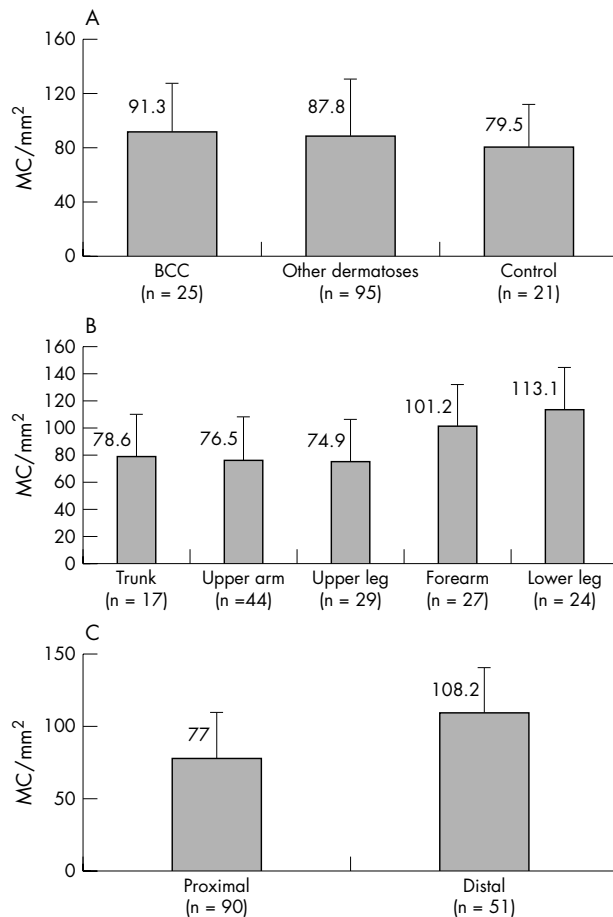 A
160
120
80
40
0
MC/mm²
91.3
87.8
79.5
BCC
(n = 25)
Other dermatoses
(n = 95)
Control
(n = 21)
B
160
140
120
100
80
60
40
20
0
MC/mm²
78.6
76.5
74.9
101.2
113.1
Trunk
(n = 17)
Upper arm
(n =44)
Upper leg
(n = 29)
Forearm
(n = 27)
Lower leg
(n = 24)
C
150
100
50
0
MC/mm²
77
108.2
Proximal
(n = 90)
Distal
(n = 51)